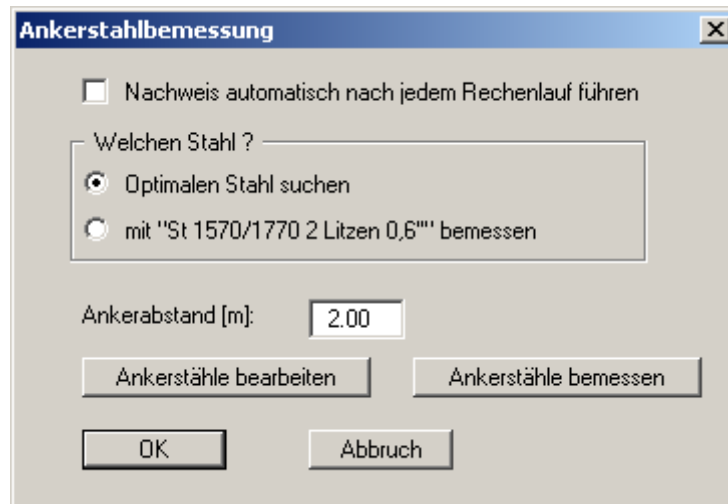 Ankerstahlbemessung
Nachweis automatisch nach jedem Rechenlauf führen
Welchen Stahl ?
Optimalen Stahl suchen
mit "St 1570/1770 2 Litzen 0,6"" bemessen
Ankerabstand [m]: 2.00
Ankerstähle bearbeiten Ankerstähle bemessen
OK Abbruch